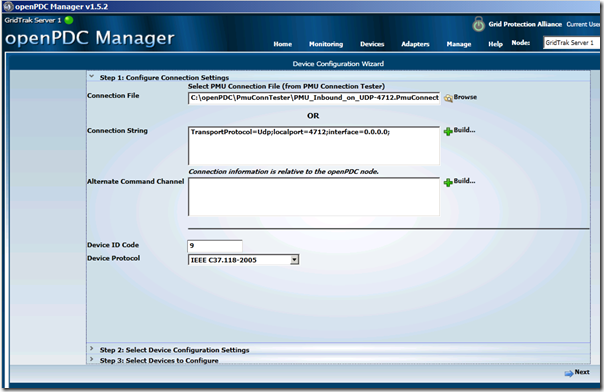 openPDC Manager v1.5.2
GridTrak Server 1
openPDC Manager
Grid Protection Alliance Current User
Home Monitoring Devices Adapters Manage Help Node: GridTrak Server 1
Device Configuration Wizard
Step 1: Configure Connection Settings
Select PMU Connection File (from PMU Connection Tester)
Connection File C:\openPDC\PmuConnTester\PMU_Inbound_on_UDP-4712.PmuConnect Browse
OR
Connection String TransportProtocol=Udp;localport=4712;interface=0.0.0.0; Build...
Connection information is relative to the openPDC node.
Alternate Command Channel Build...
Device ID Code 9
Device Protocol IEEE C37.118-2005
Step 2: Select Device Configuration Settings
Step 3: Select Devices to Configure
Next